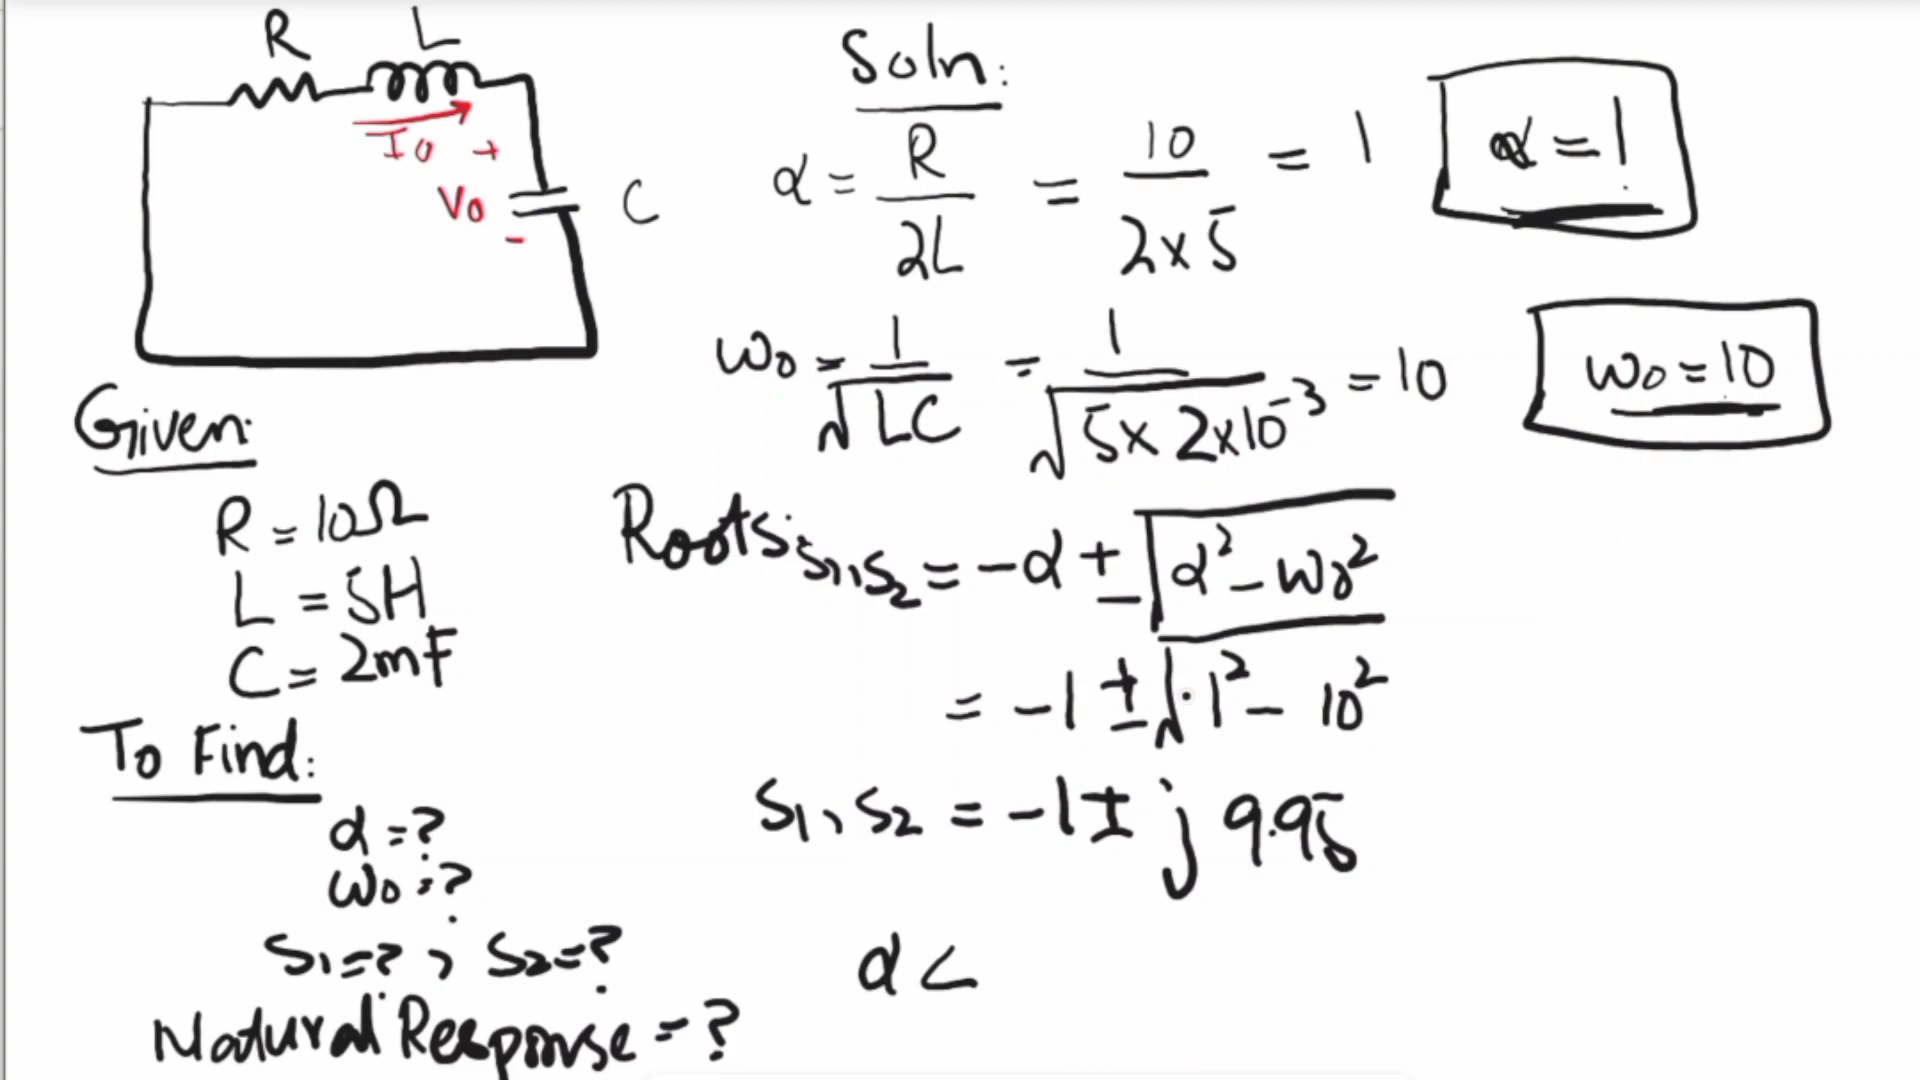 R L
I0 +
V0
-
C
Given:
R = 10Ω
L = 5H
C = 2mF
To Find:
α = ?
ω0 = ?
S1 = ? , S2 = ?
Natural Response = ?
Soln:
α = R/2L = 10/2×5 = 1
α = 1
ω0 = 1/√LC = 1/√5×2×10⁻³ = 10
ω0 = 10
Roots: S1,S2 = -α ± √α² - ω0²
= -1 ± √1² - 10²
S1, S2 = -1 ± j 9.95
α <